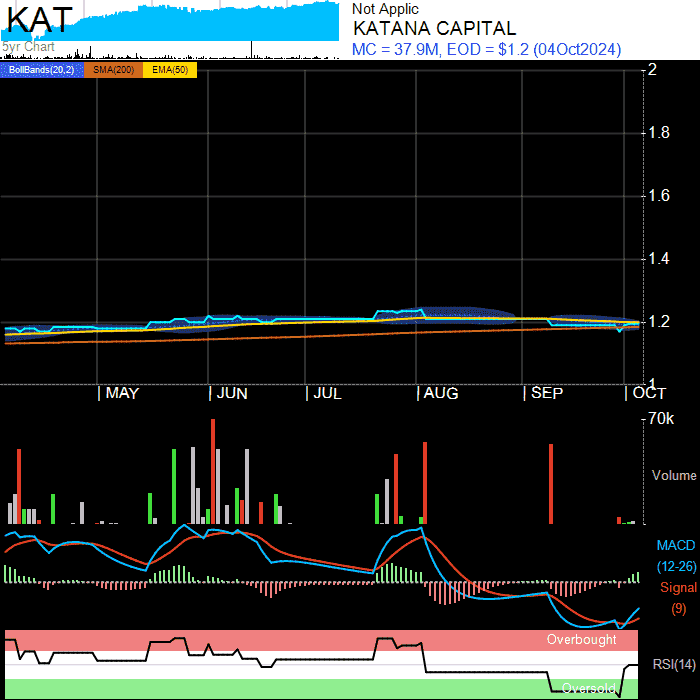 KAT
5yr Chart
Not Applic
KATANA CAPITAL
MC = 37.9M, EOD = $1.2 (04Oct2024)
BollBands(20,2) SMA(200) EMA(50)
2
1.8
1.6
1.4
1.2
1
MAY JUN JUL AUG SEP OCT
70k
Volume
MACD
(12-26)
Signal
(9)
Overbought
RSI(14)
Oversold